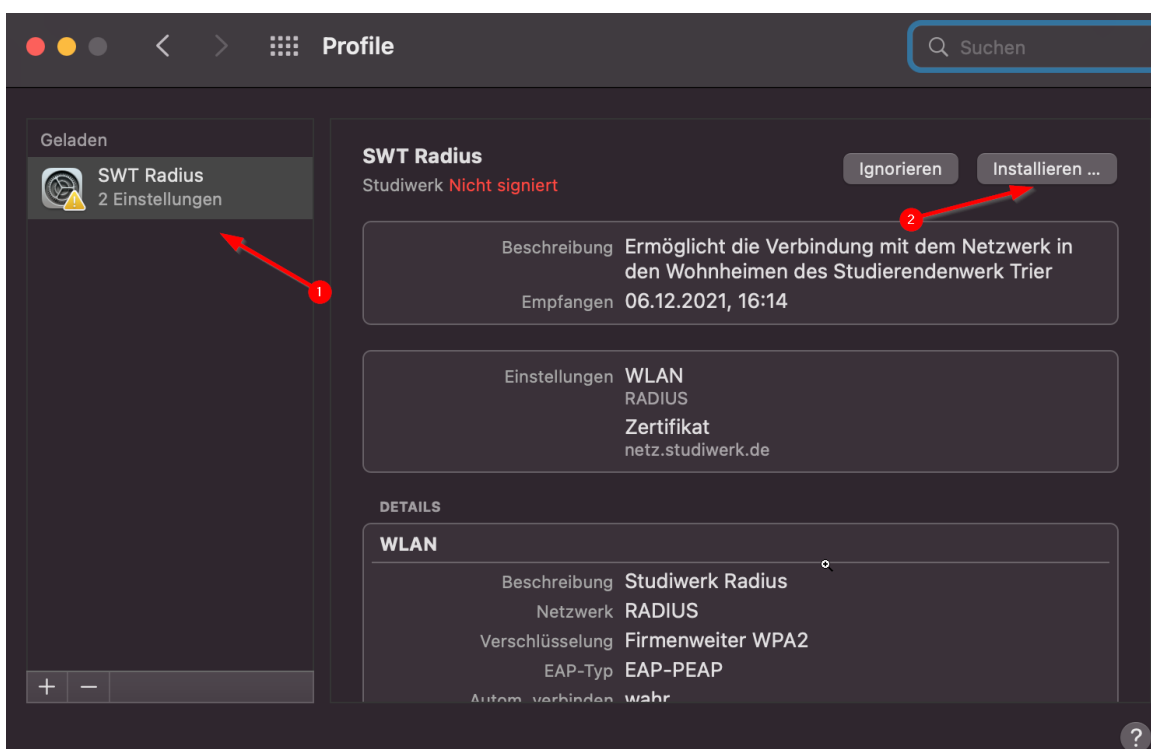 Profile
Suchen
Geladen
SWT Radius
2 Einstellungen
SWT Radius
Studiwerk Nicht signiert
Ignorieren
Installieren ...
2
1
Beschreibung Ermöglicht die Verbindung mit dem Netzwerk in
den Wohnheimen des Studierendenwerk Trier
Empfangen 06.12.2021, 16:14
Einstellungen WLAN
RADIUS
Zertifikat
netz.studiwerk.de
DETAILS
WLAN
Beschreibung Studiwerk Radius
Netzwerk RADIUS
Verschlüsselung Firmenweiter WPA2
EAP-Typ EAP-PEAP
Autom. verbinden wahr
+ −
?